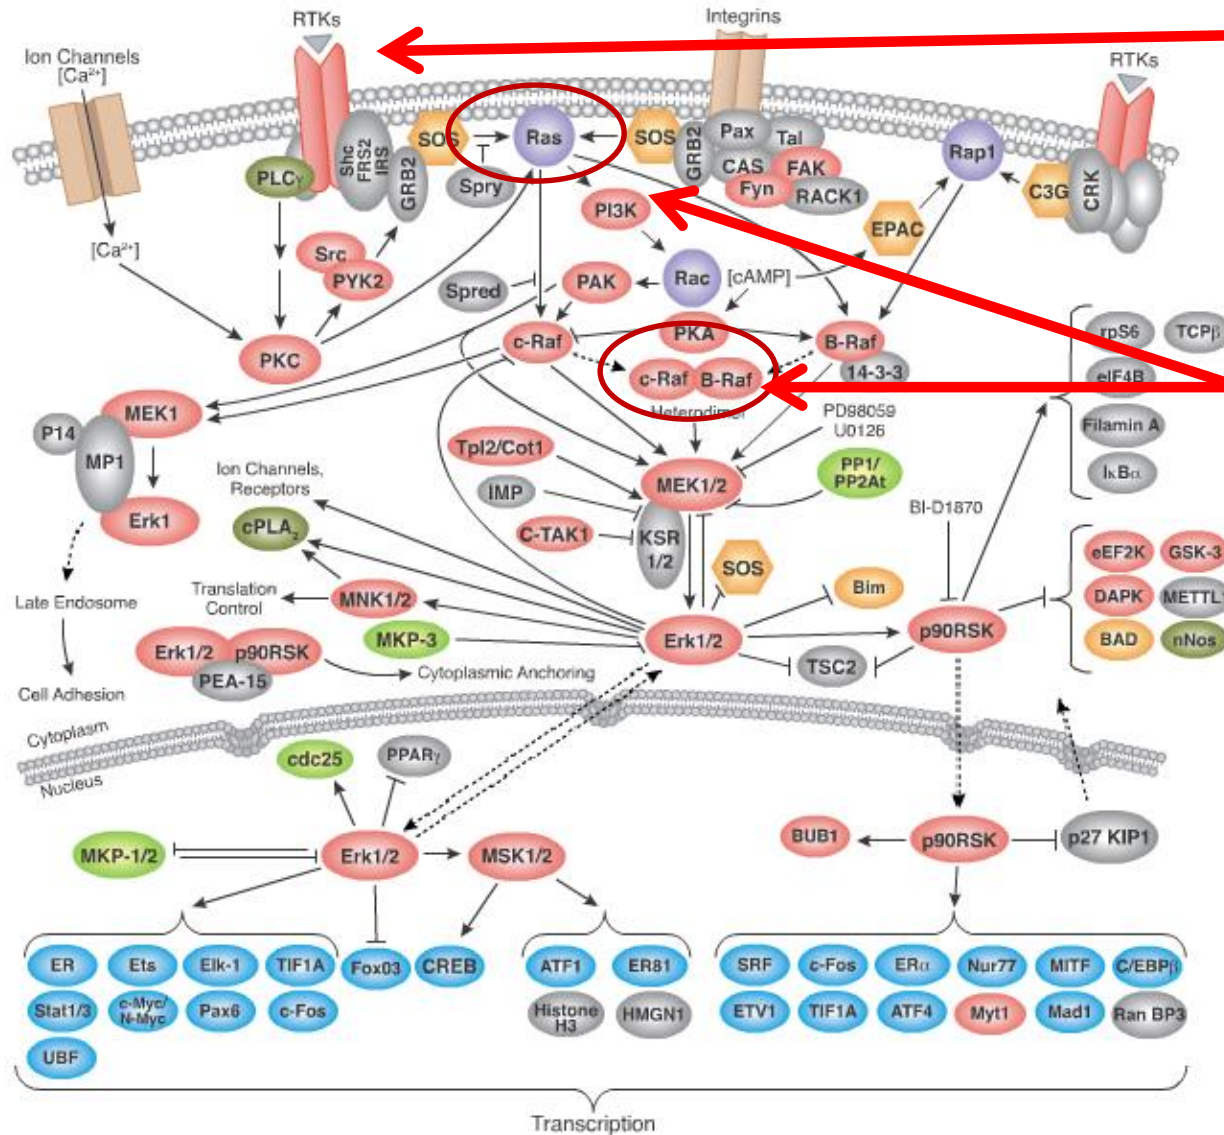 RTKs
Integrins
Ion Channels
[Ca²⁺]
RTKs
SOS
Ras
SOS
GRB2
Pax
Tal
Rap1
Shc
FRS2
IRS
GRB2
CAS
FAK
PLCγ
Spry
Fyn
RACK1
C3G
CRK
PI3K
EPAC
[Ca²⁺]
Src
PYK2
Spred
PAK
Rac
[cAMP]
PKA
rpS6
TCPβ
PKC
c-Raf
B-Raf
c-Raf
B-Raf
14-3-3
eIF4B
Heterodimer
MEK1
PD98059
U0126
Filamin A
P14
MP1
Tpl2/Cot1
PP1/
PP2At
IκBα
Ion Channels,
Receptors
IMP
MEK1/2
BI-D1870
Erk1
cPLA₂
C-TAK1
KSR
1/2
eEF2K
GSK-3
SOS
Bim
Late Endosome
Translation
Control
MNK1/2
DAPK
METTL1
MKP-3
Erk1/2
p90RSK
BAD
nNos
Erk1/2
p90RSK
PEA-15
Cytoplasmic Anchoring
TSC2
Cell Adhesion
Cytoplasm
Nucleus
cdc25
PPARγ
MKP-1/2
Erk1/2
MSK1/2
BUB1
p90RSK
p27 KIP1
ER
Ets
Elk-1
TIF1A
Fox03
CREB
ATF1
ER81
SRF
c-Fos
ERα
Nur77
MITF
C/EBPβ
Stat1/3
c-Myc/
N-Myc
Pax6
c-Fos
Histone
H3
HMGN1
ETV1
TIF1A
ATF4
Myt1
Mad1
Ran BP3
UBF
Transcription